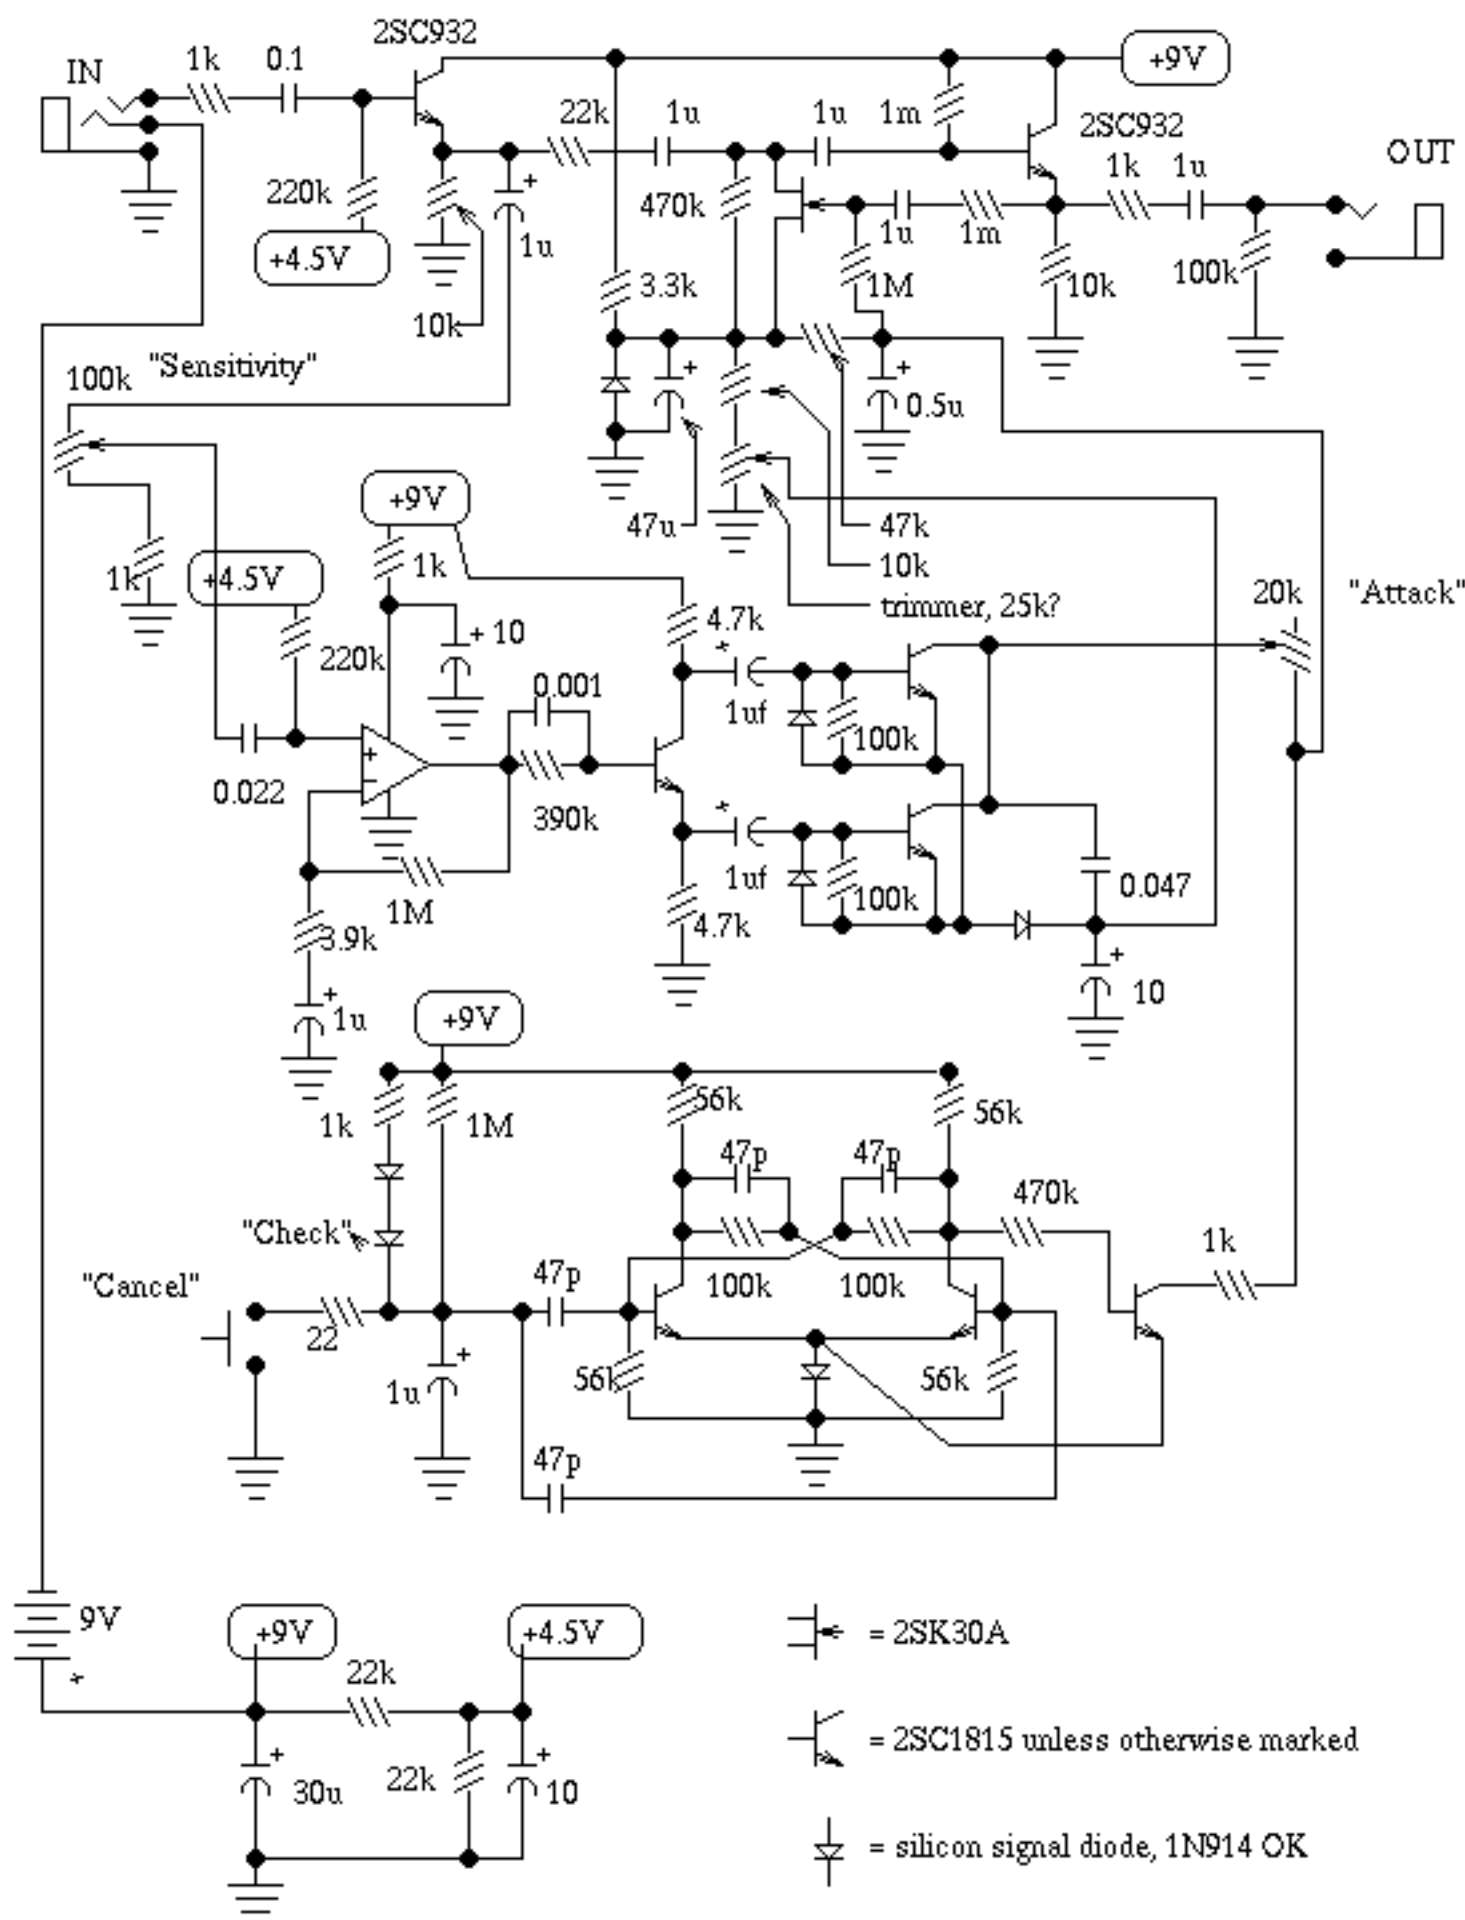 2SC932
IN
1k
0.1
+9V
22k
1u
1u
1m
2SC932
OUT
1k
1u
220k
470k
+
1u
1u
1m
+4.5V
3.3k
1M
10k
100k
10k
"Sensitivity"
100k
+
+
0.5u
+9V
47u
47k
10k
1k
+4.5V
1k
trimmer, 25k?
20k
"Attack"
4.7k
+ 10
220k
+
0.001
1uf
100k
+
0.022
-
390k
+
1uf
100k
0.047
1M
4.7k
3.9k
+
10
+
1u
+9V
1k
1M
56k
56k
47p
47p
470k
"Check"
1k
"Cancel"
47p
100k
100k
22
+
1u
56k
56k
47p
9V
+9V
+4.5V
= 2SK30A
+
22k
+
30u
22k
+
10
= 2SC1815 unless otherwise marked
= silicon signal diode, 1N914 OK